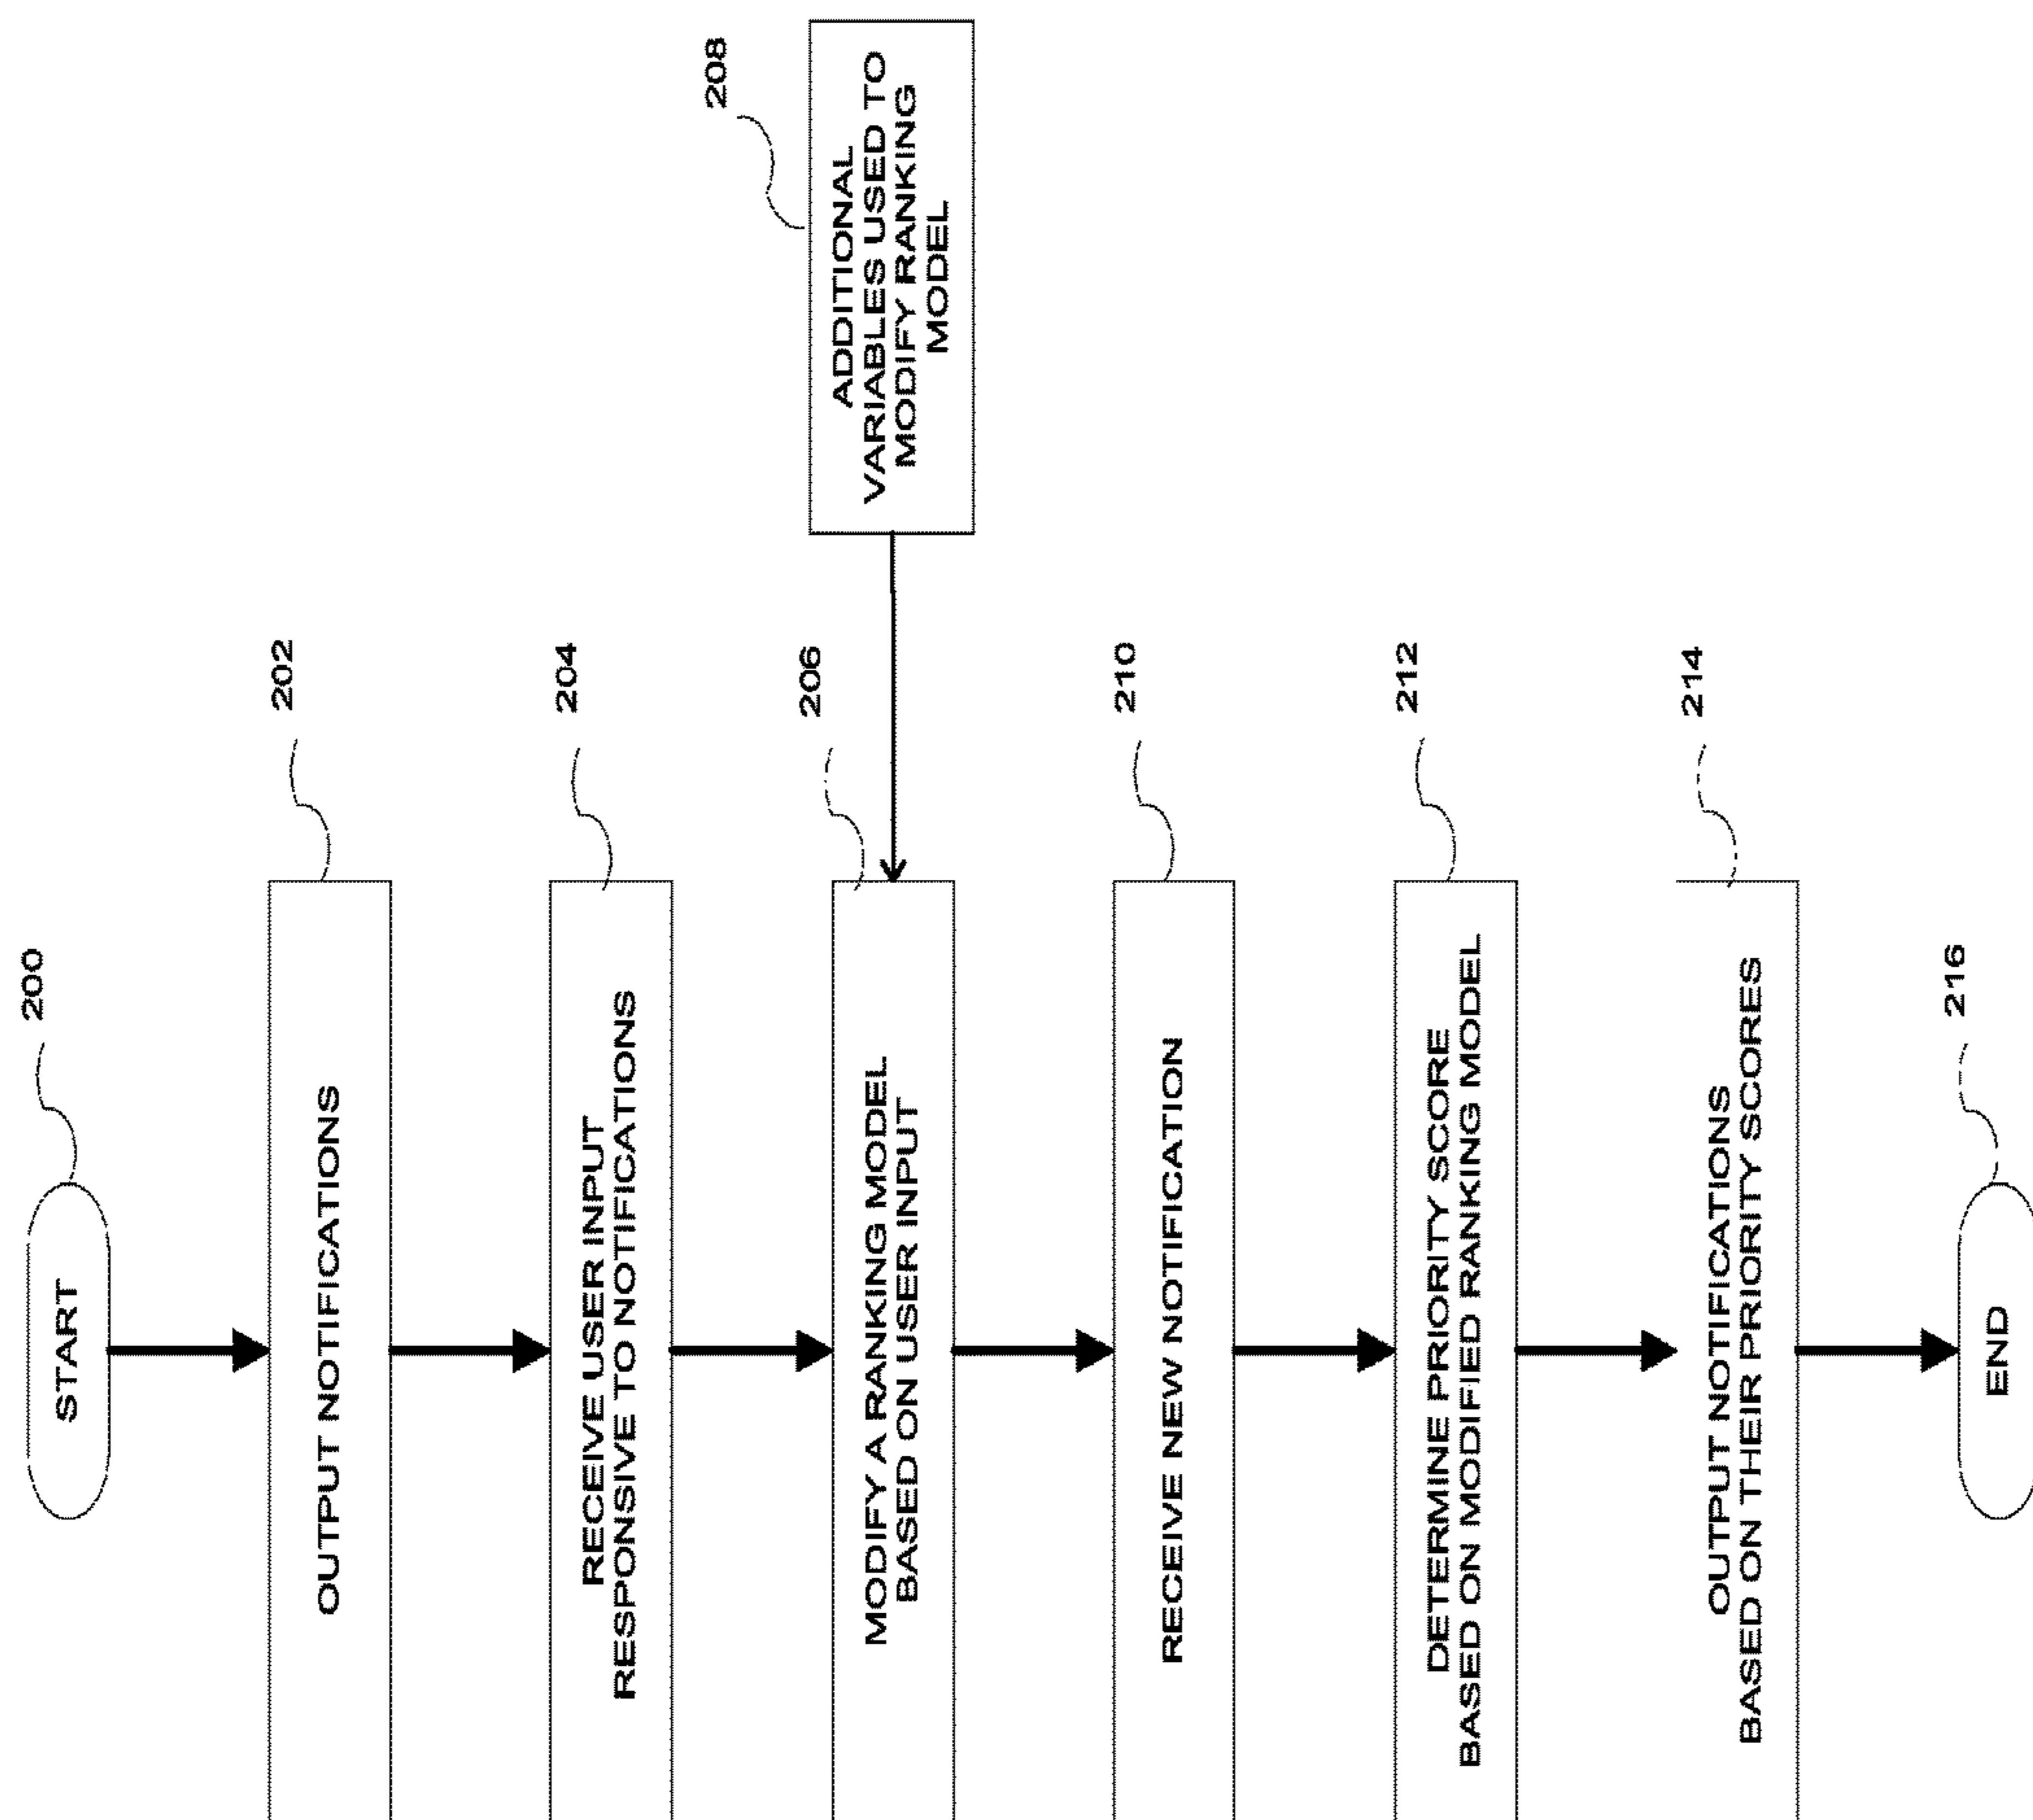 200
START
202
OUTPUT NOTIFICATIONS
204
RECEIVE USER INPUT
RESPONSIVE TO NOTIFICATIONS
206
MODIFY A RANKING MODEL
BASED ON USER INPUT
208
ADDITIONAL
VARIABLES USED TO
MODIFY RANKING
MODEL
210
RECEIVE NEW NOTIFICATION
212
DETERMINE PRIORITY SCORE
BASED ON MODIFIED RANKING MODEL
214
OUTPUT NOTIFICATIONS
BASED ON THEIR PRIORITY SCORES
216
END